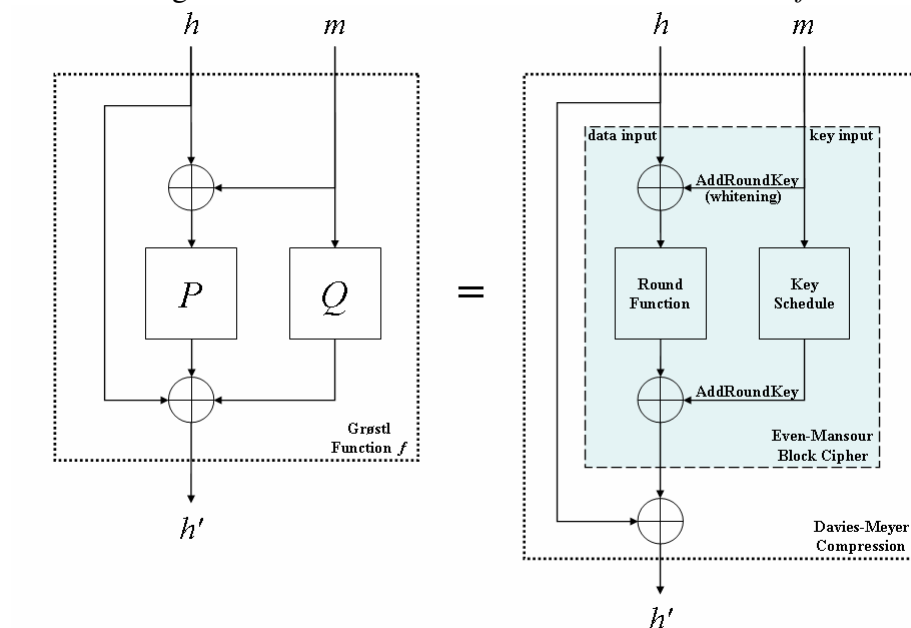 h
m
P
Q
Grøstl
Function f
h'
=
h
m
data input
key input
AddRoundKey
(whitening)
Round
Function
Key
Schedule
AddRoundKey
Even-Mansour
Block Cipher
Davies-Meyer
Compression
h'